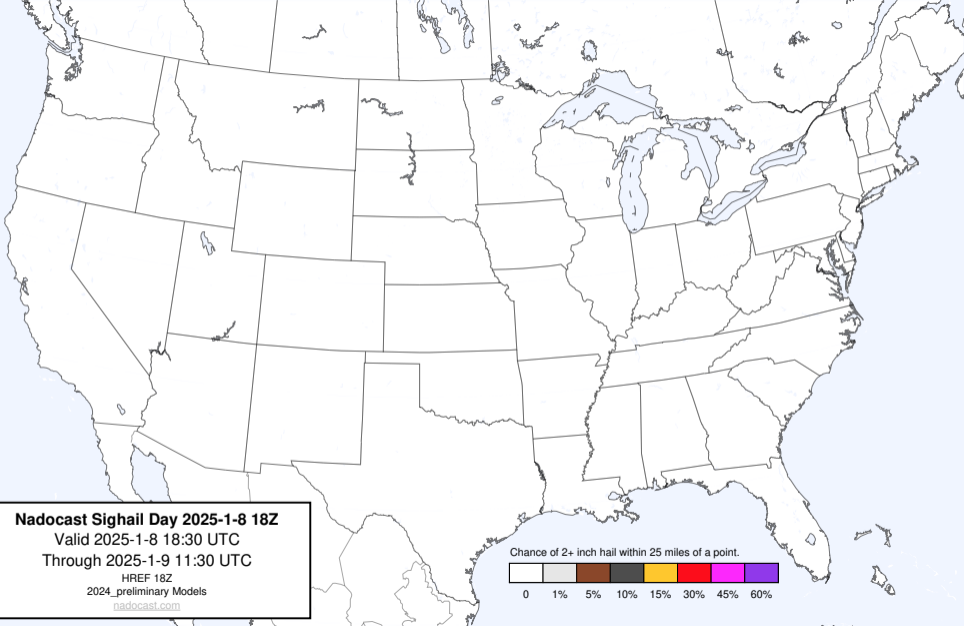 Nadocast Sighail Day 2025-1-8 18Z
Valid 2025-1-8 18:30 UTC
Through 2025-1-9 11:30 UTC
HREF 18Z
2024_preliminary Models
nadocast.com
Chance of 2+ inch hail within 25 miles of a point.
0 1% 5% 10% 15% 30% 45% 60%